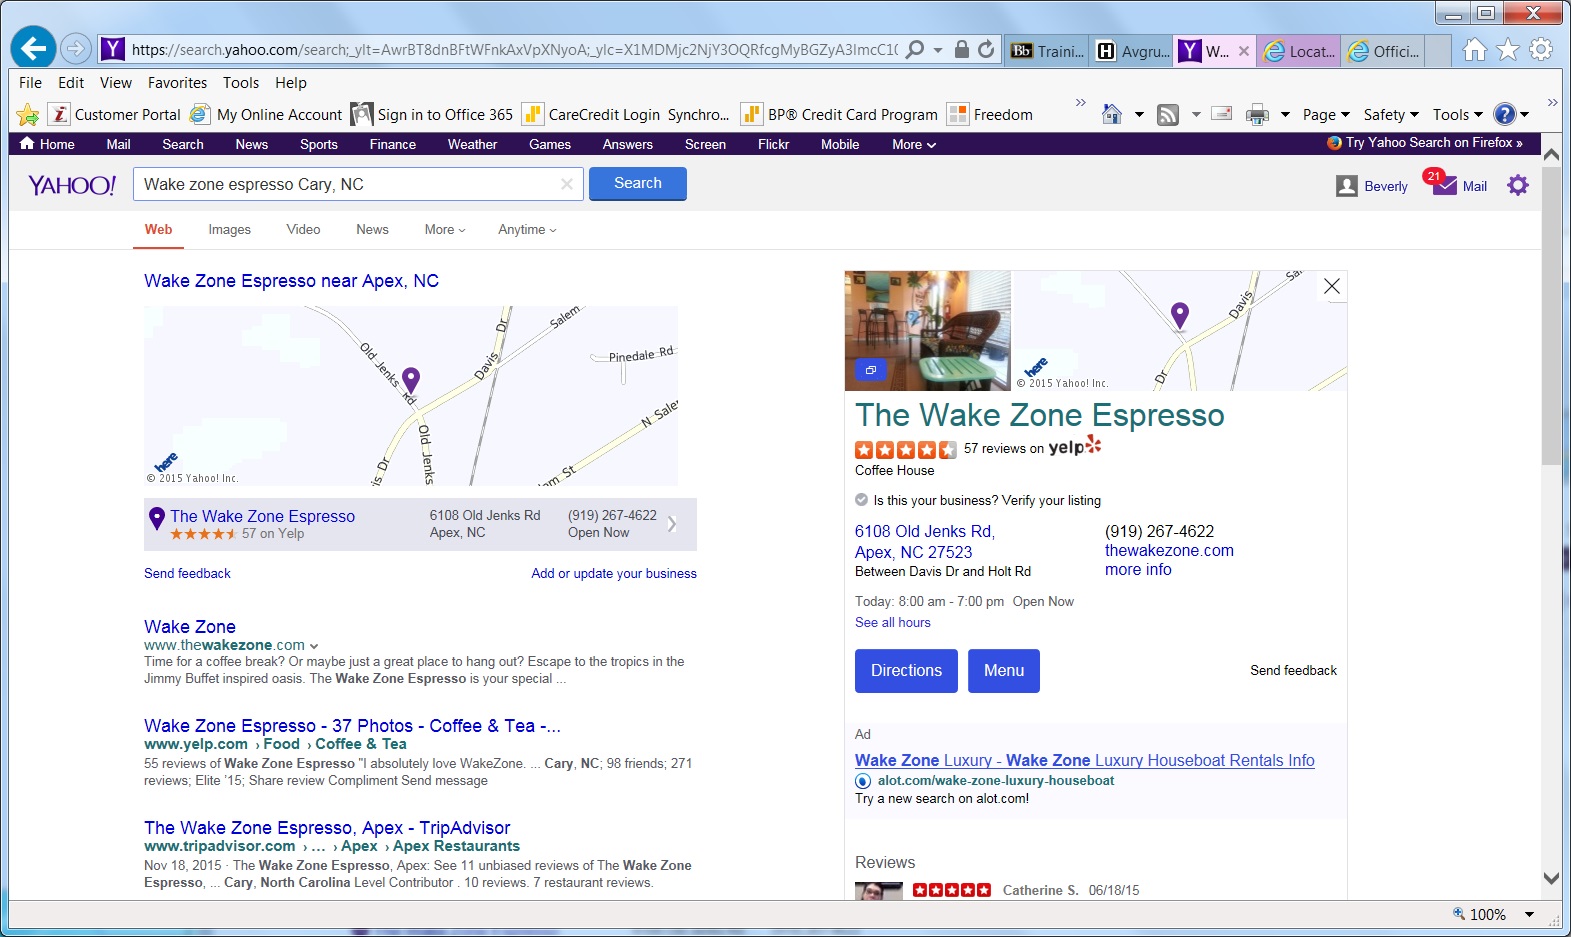 https://search.yahoo.com/search;_ylt=AwrBT8dnBFtWFnkAxVpXNyoA;_ylc=X1MDMjc2NjY3OQRfcgMyBGZyA3ImcC1
Bb Traini...
H Avgru...
Y W...
Locat...
Offici...
File Edit View Favorites Tools Help
Customer Portal My Online Account Sign in to Office 365 CareCredit Login Synchro... BP® Credit Card Program Freedom » Page Safety Tools »
Home Mail Search News Sports Finance Weather Games Answers Screen Flickr Mobile More Try Yahoo Search on Firefox »
YAHOO! Wake zone espresso Cary, NC Search Beverly 21 Mail
Web Images Video News More Anytime
Wake Zone Espresso near Apex, NC
Old Jenks Rd
Dr
Davis
Salem
Pinedale Rd
N Sale
Old Jenks
is Dr
om St
here
© 2015 Yahoo! Inc.
The Wake Zone Espresso 6108 Old Jenks Rd (919) 267-4622
57 on Yelp Apex, NC Open Now
Send feedback Add or update your business
Wake Zone
www.thewakezone.com
Time for a coffee break? Or maybe just a great place to hang out? Escape to the tropics in the
Jimmy Buffet inspired oasis. The Wake Zone Espresso is your special ...
Wake Zone Espresso - 37 Photos - Coffee & Tea -...
www.yelp.com › Food › Coffee & Tea
55 reviews of Wake Zone Espresso "I absolutely love WakeZone. ... Cary, NC; 98 friends; 271
reviews; Elite '15; Share review Compliment Send message
The Wake Zone Espresso, Apex - TripAdvisor
www.tripadvisor.com › ... › Apex › Apex Restaurants
Nov 18, 2015 · The Wake Zone Espresso, Apex: See 11 unbiased reviews of The Wake Zone
Espresso, ... Cary, North Carolina Level Contributor . 10 reviews. 7 restaurant reviews.
Sa
Davis
Dr
here
© 2015 Yahoo! Inc.
The Wake Zone Espresso
57 reviews on yelp
Coffee House
Is this your business? Verify your listing
6108 Old Jenks Rd, (919) 267-4622
Apex, NC 27523 thewakezone.com
Between Davis Dr and Holt Rd more info
Today: 8:00 am - 7:00 pm Open Now
See all hours
Directions Menu Send feedback
Ad
Wake Zone Luxury - Wake Zone Luxury Houseboat Rentals Info
alot.com/wake-zone-luxury-houseboat
Try a new search on alot.com!
Reviews
Catherine S. 06/18/15
100%